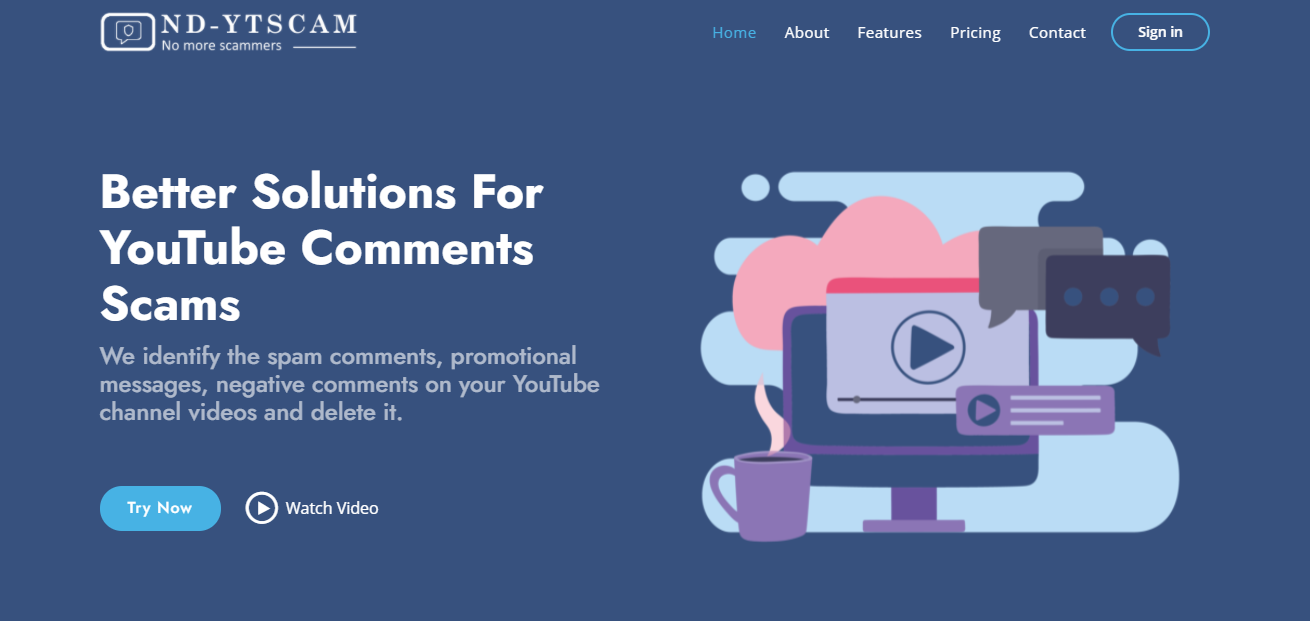 ND-YTSCAM
No more scammers
Home About Features Pricing Contact Sign in
Better Solutions For
YouTube Comments
Scams
We identify the spam comments, promotional
messages, negative comments on your YouTube
channel videos and delete it.
Try Now Watch Video